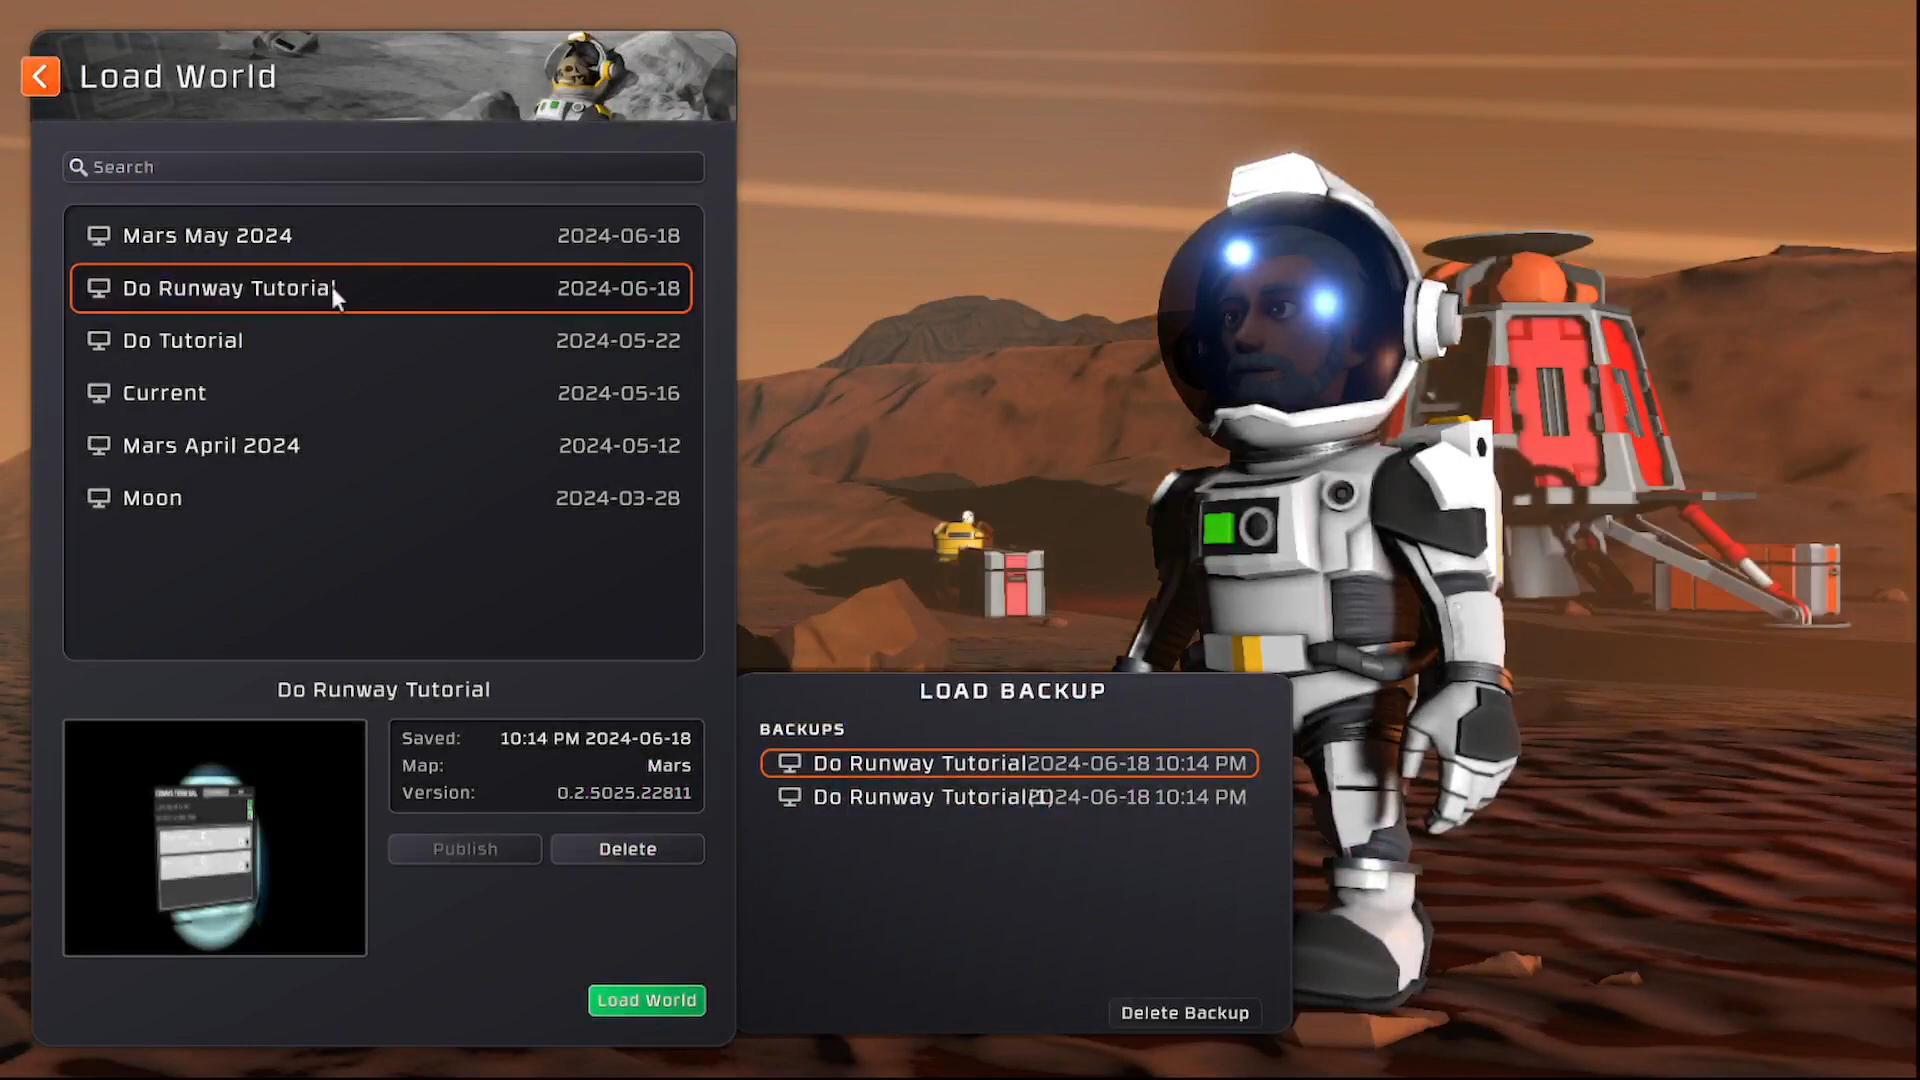 Load World
Search
Mars May 2024 2024-06-18
Do Runway Tutorial 2024-06-18
Do Tutorial 2024-05-22
Current 2024-05-16
Mars April 2024 2024-05-12
Moon 2024-03-28
Do Runway Tutorial
Saved: 10:14 PM 2024-06-18
Map: Mars
Version: 0.2.5025.22811
Publish Delete
Load World
LOAD BACKUP
BACKUPS
Do Runway Tutorial 2024-06-18 10:14 PM
Do Runway Tutorial(1) 2024-06-18 10:14 PM
Delete Backup